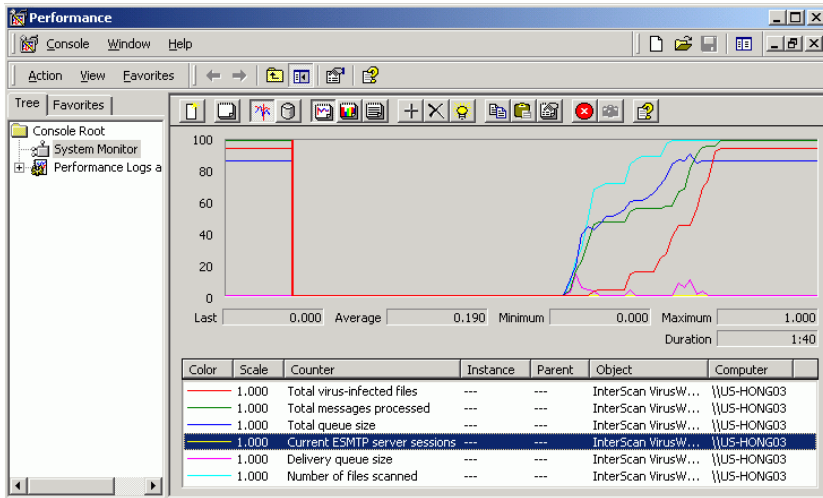 Performance
Console Window Help
Action View Favorites
Tree Favorites
Console Root
System Monitor
Performance Logs a
100
80
60
40
20
0
Last 0.000 Average 0.190 Minimum 0.000 Maximum 1.000
Duration 1:40
Color Scale Counter Instance Parent Object Computer
1.000 Total virus-infected files --- --- InterScan VirusW... \\US-HONG03
1.000 Total messages processed --- --- InterScan VirusW... \\US-HONG03
1.000 Total queue size --- --- InterScan VirusW... \\US-HONG03
1.000 Current ESMTP server sessions --- --- InterScan VirusW... \\US-HONG03
1.000 Delivery queue size --- --- InterScan VirusW... \\US-HONG03
1.000 Number of files scanned --- --- InterScan VirusW... \\US-HONG03